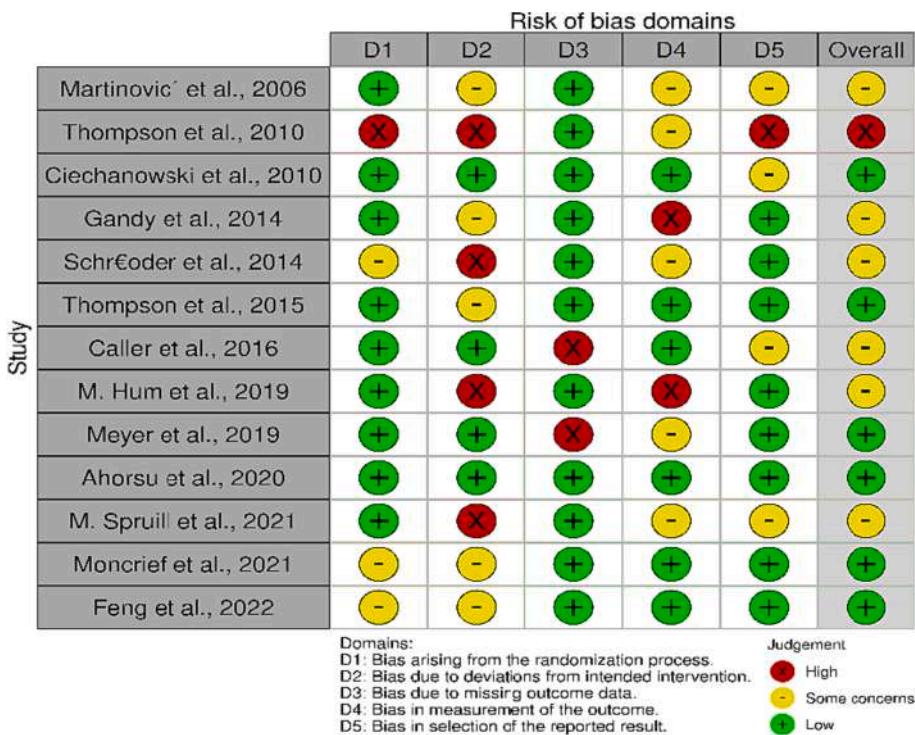 Risk of bias domains
D1 D2 D3 D4 D5 Overall
Study
Martinovic´ et al., 2006 + - + - - -
Thompson et al., 2010 X X + - X X
Ciechanowski et al., 2010 + + + + - +
Gandy et al., 2014 + - + X + -
Schr€oder et al., 2014 - X + - + -
Thompson et al., 2015 + - + + + +
Caller et al., 2016 + + X + - -
M. Hum et al., 2019 + X + X + -
Meyer et al., 2019 + + X - + +
Ahorsu et al., 2020 + + + + + +
M. Spruill et al., 2021 + X + - - -
Moncrief et al., 2021 - - + + + +
Feng et al., 2022 - - + + + +
Domains:
D1: Bias arising from the randomization process.
D2: Bias due to deviations from intended intervention.
D3: Bias due to missing outcome data.
D4: Bias in measurement of the outcome.
D5: Bias in selection of the reported result.
Judgement
X High
- Some concerns
+ Low